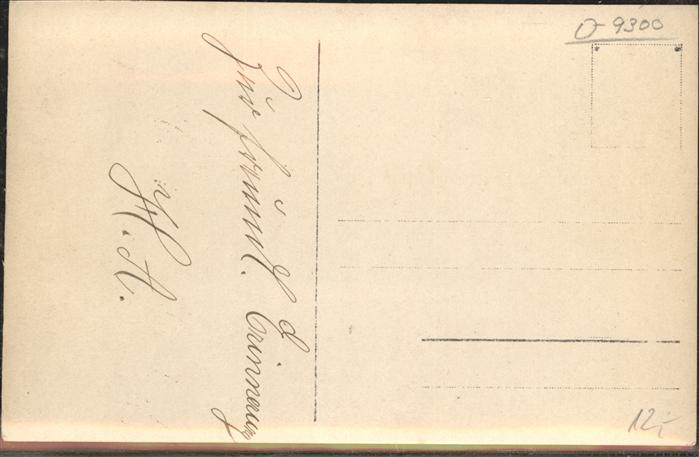 O-9300
Zur freundl. Erinnerung
H. A.
12,-